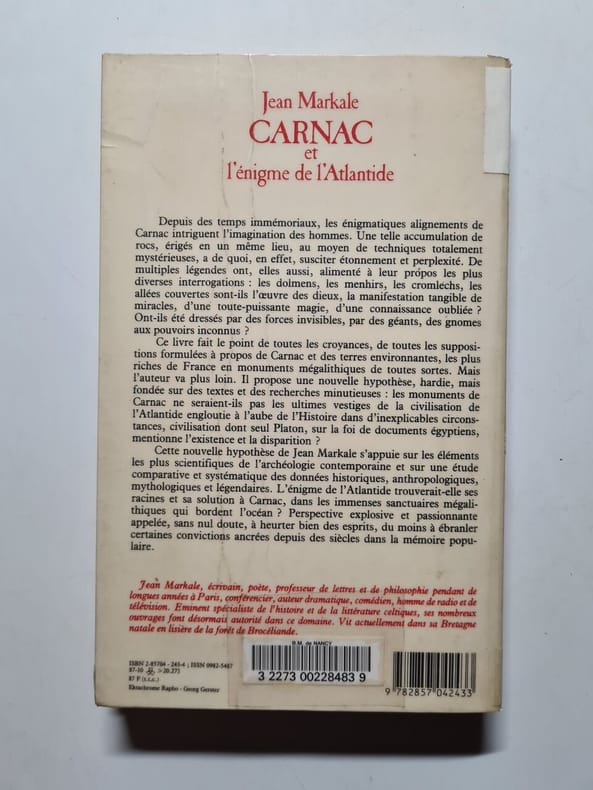 Jean Markale
CARNAC
et
l'énigme de l'Atlantide
Depuis des temps immémoriaux, les énigmatiques alignements de
Carnac intriguent l'imagination des hommes. Une telle accumulation de
rocs, érigés en un même lieu, au moyen de techniques totalement
mystérieuses, a de quoi, en effet, susciter étonnement et perplexité. De
multiples légendes ont, elles aussi, alimenté à leur propos les plus
diverses interrogations : les dolmens, les menhirs, les cromlechs, les
allées couvertes sont-ils l'œuvre des dieux, la manifestation tangible de
miracles, d'une toute-puissante magie, d'une connaissance oubliée ?
Ont-ils été dressés par des forces invisibles, par des géants, des gnomes
aux pouvoirs inconnus ?
Ce livre fait le point de toutes les croyances, de toutes les supposi-
tions formulées à propos de Carnac et des terres environnantes, les plus
riches de France en monuments mégalithiques de toutes sortes. Mais
l'auteur va plus loin. Il propose une nouvelle hypothèse, hardie, mais
fondée sur des textes et des recherches minutieuses : les monuments de
Carnac ne seraient-ils pas les ultimes vestiges de la civilisation de
l'Atlantide engloutie à l'aube de l'Histoire dans d'inexplicables circons-
tances, civilisation dont seul Platon, sur la foi de documents égyptiens,
mentionne l'existence et la disparition ?
Cette nouvelle hypothèse de Jean Markale s'appuie sur les éléments
les plus scientifiques de l'archéologie contemporaine et sur une étude
comparative et systématique des données historiques, anthropologiques,
mythologiques et légendaires. L'énigme de l'Atlantide trouverait-elle ses
racines et sa solution à Carnac, dans les immenses sanctuaires mégali-
thiques qui bordent l'océan ? Perspective explosive et passionnante
appelée, sans nul doute, à heurter bien des esprits, du moins à ébranler
certaines convictions ancrées depuis des siècles dans la mémoire popu-
laire.
Jean Markale, écrivain, poète, professeur de lettres et de philosophie pendant de
longues années à Paris, conférencier, auteur dramatique, comédien, homme de radio et de
télévision. Eminent spécialiste de l'histoire et de la littérature celtiques, ses nombreux
ouvrages font désormais autorité dans ce domaine. Vit actuellement dans sa Bretagne
natale en lisière de la forêt de Brocéliande.
B.M. de NANCY
3 2273 00228483 9
ISBN 2-85704-243-4 ; ISSN 0982-5487
87-10 >20.273
87 F (t.t.c.)
Ektachrome Rapho - Georg Gerster
9 782857 042433